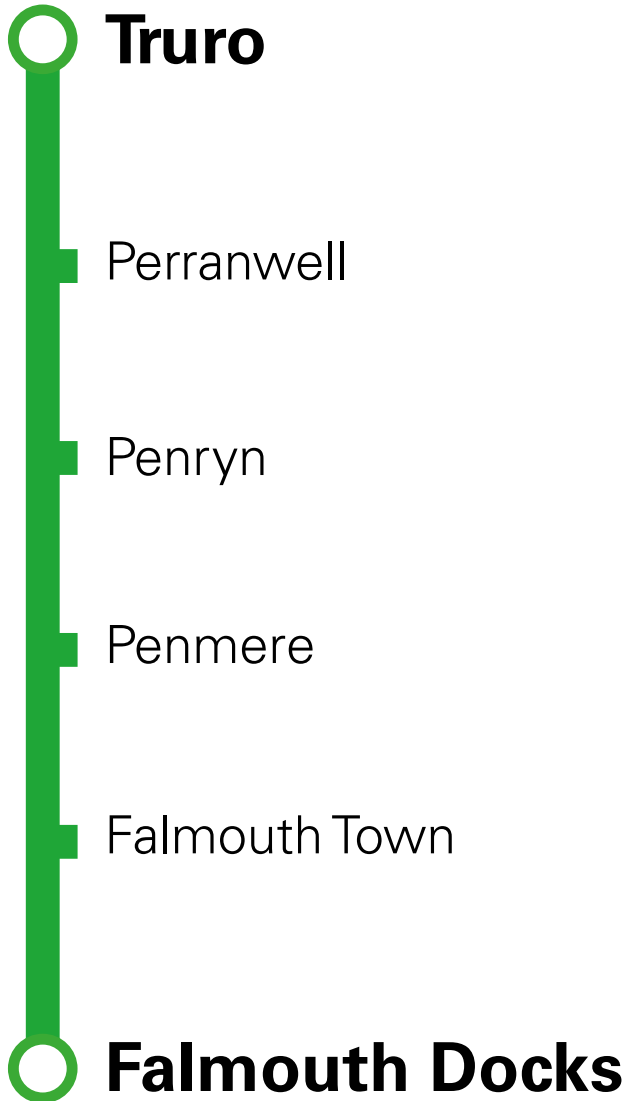 Truro
Perranwell
Penryn
Penmere
Falmouth Town
Falmouth Docks